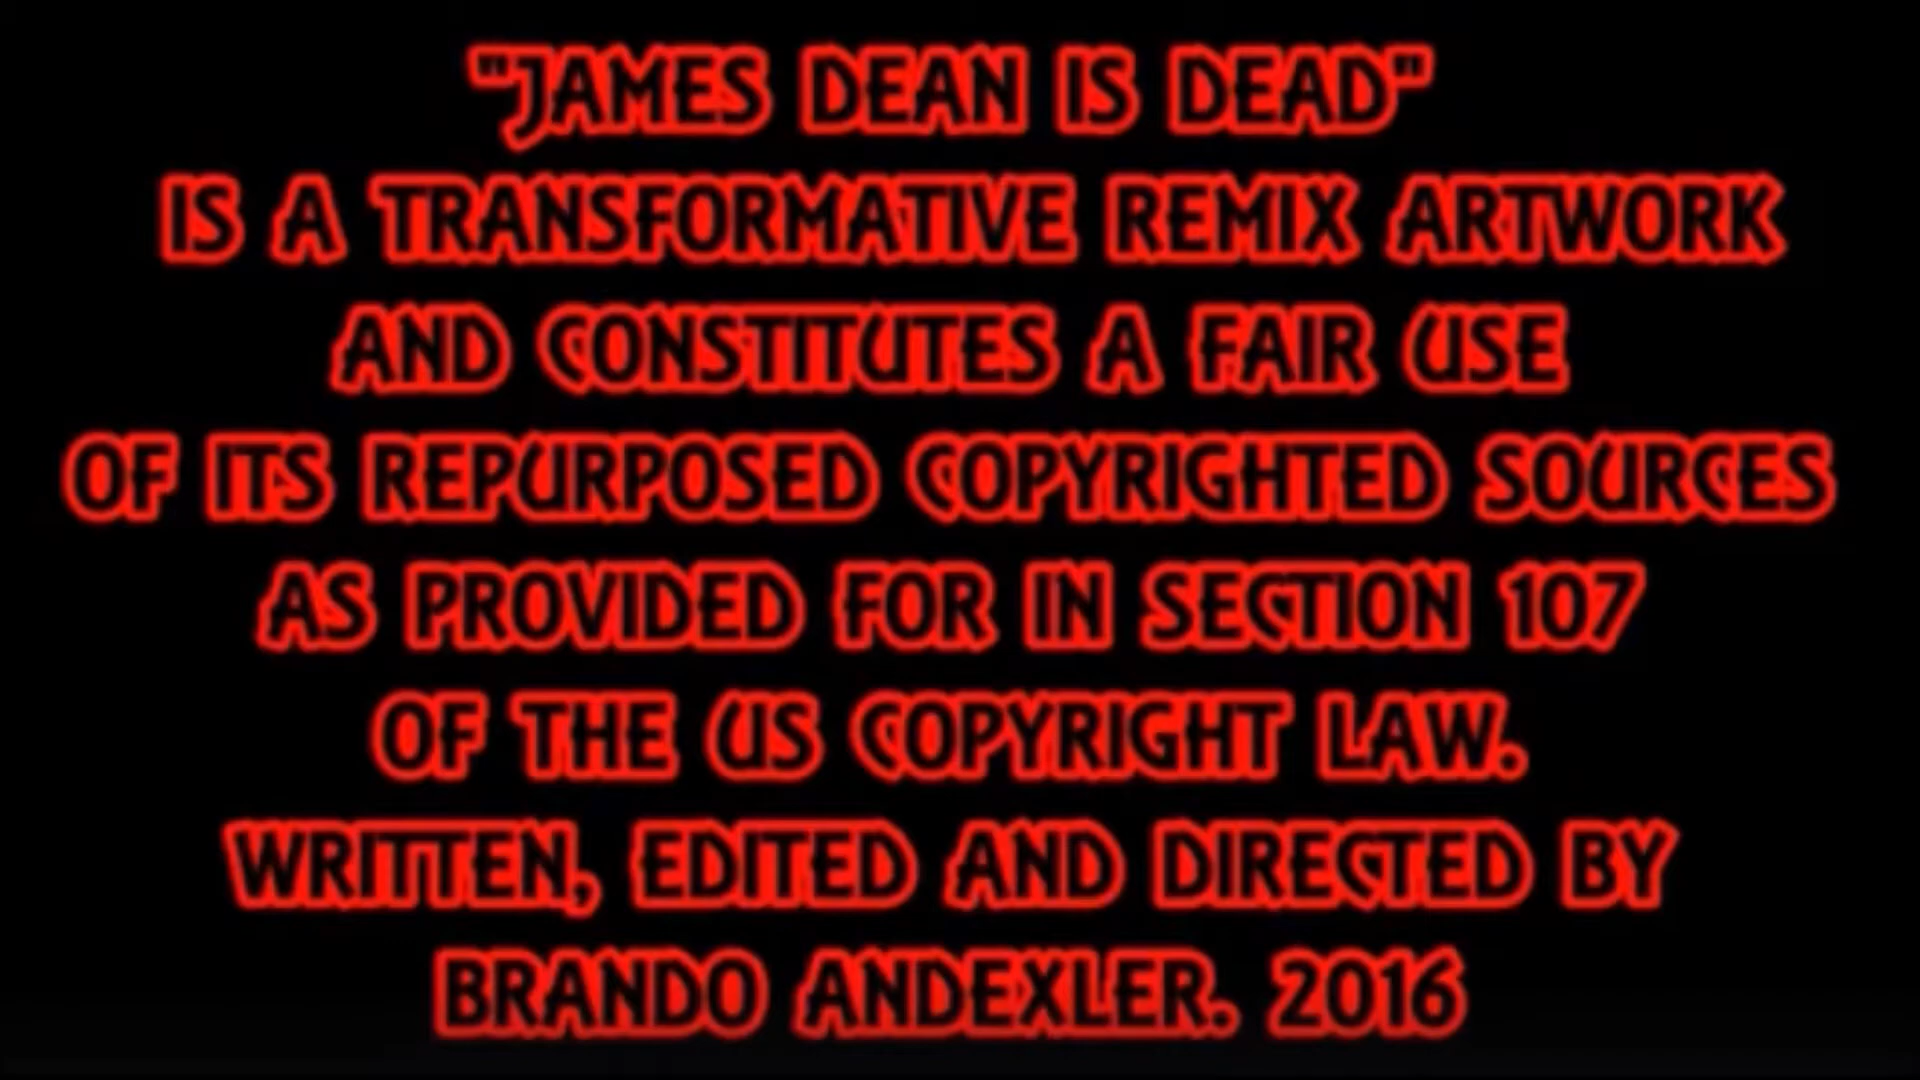 "JAMES DEAN IS DEAD"
IS A TRANSFORMATIVE REMIX ARTWORK
AND CONSTITUTES A FAIR USE
OF ITS REPURPOSED COPYRIGHTED SOURCES
AS PROVIDED FOR IN SECTION 107
OF THE US COPYRIGHT LAW.
WRITTEN, EDITED AND DIRECTED BY
BRANDO ANDEXLER. 2016